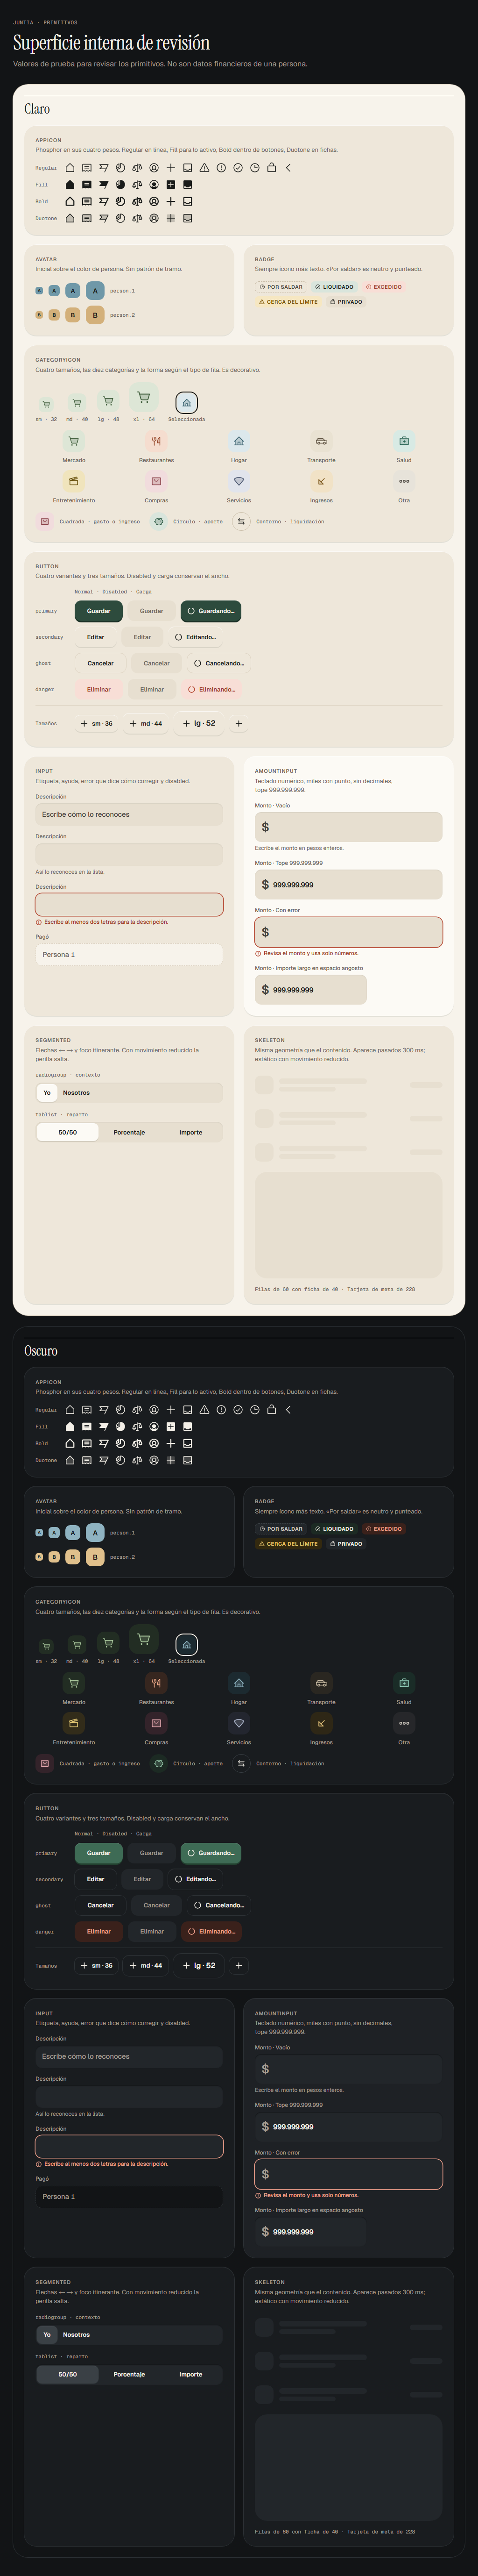 JUNTIA · PRIMITIVOS
Superficie interna de revisión
Valores de prueba para revisar los primitivos. No son datos financieros de una persona.
Claro
APPICON
Phosphor en sus cuatro pesos. Regular en línea, Fill para lo activo, Bold dentro de botones, Duotone en fichas.
Regular
Fill
Bold
Duotone
AVATAR
Inicial sobre el color de persona. Sin patrón de tramo.
A A A A person.1
B B B B person.2
BADGE
Siempre ícono más texto. «Por saldar» es neutro y punteado.
POR SALDAR LIQUIDADO EXCEDIDO
CERCA DEL LÍMITE PRIVADO
CATEGORYICON
Cuatro tamaños, las diez categorías y la forma según el tipo de fila. Es decorativo.
sm · 32 md · 40 lg · 48 xl · 64 Seleccionada
Mercado Restaurantes Hogar Transporte Salud
Entretenimiento Compras Servicios Ingresos Otra
Cuadrada · gasto o ingreso Círculo · aporte Contorno · liquidación
BUTTON
Cuatro variantes y tres tamaños. Disabled y carga conservan el ancho.
Normal · Disabled · Carga
primary Guardar Guardar Guardando…
secondary Editar Editar Editando…
ghost Cancelar Cancelar Cancelando…
danger Eliminar Eliminar Eliminando…
Tamaños sm · 36 md · 44 lg · 52
INPUT
Etiqueta, ayuda, error que dice cómo corregir y disabled.
Descripción
Escribe cómo lo reconoces
Descripción
Así lo reconoces en la lista.
Descripción
Escribe al menos dos letras para la descripción.
Pagó
Persona 1
AMOUNTINPUT
Teclado numérico, miles con punto, sin decimales,
tope 999.999.999.
Monto · Vacío
$
Escribe el monto en pesos enteros.
Monto · Tope 999.999.999
$ 999.999.999
Monto · Con error
$
Revisa el monto y usa solo números.
Monto · Importe largo en espacio angosto
$ 999.999.999
SEGMENTED
Flechas ← → y foco itinerante. Con movimiento reducido la
perilla salta.
radiogroup · contexto
Yo Nosotros
tablist · reparto
50/50 Porcentaje Importe
SKELETON
Misma geometría que el contenido. Aparece pasados 300 ms;
estático con movimiento reducido.
Filas de 60 con ficha de 40 · Tarjeta de meta de 228
Oscuro
APPICON
Phosphor en sus cuatro pesos. Regular en línea, Fill para lo activo, Bold dentro de botones, Duotone en fichas.
Regular
Fill
Bold
Duotone
AVATAR
Inicial sobre el color de persona. Sin patrón de tramo.
A A A A person.1
B B B B person.2
BADGE
Siempre ícono más texto. «Por saldar» es neutro y punteado.
POR SALDAR LIQUIDADO EXCEDIDO
CERCA DEL LÍMITE PRIVADO
CATEGORYICON
Cuatro tamaños, las diez categorías y la forma según el tipo de fila. Es decorativo.
sm · 32 md · 40 lg · 48 xl · 64 Seleccionada
Mercado Restaurantes Hogar Transporte Salud
Entretenimiento Compras Servicios Ingresos Otra
Cuadrada · gasto o ingreso Círculo · aporte Contorno · liquidación
BUTTON
Cuatro variantes y tres tamaños. Disabled y carga conservan el ancho.
Normal · Disabled · Carga
primary Guardar Guardar Guardando…
secondary Editar Editar Editando…
ghost Cancelar Cancelar Cancelando…
danger Eliminar Eliminar Eliminando…
Tamaños sm · 36 md · 44 lg · 52
INPUT
Etiqueta, ayuda, error que dice cómo corregir y disabled.
Descripción
Escribe cómo lo reconoces
Descripción
Así lo reconoces en la lista.
Descripción
Escribe al menos dos letras para la descripción.
Pagó
Persona 1
AMOUNTINPUT
Teclado numérico, miles con punto, sin decimales,
tope 999.999.999.
Monto · Vacío
$
Escribe el monto en pesos enteros.
Monto · Tope 999.999.999
$ 999.999.999
Monto · Con error
$
Revisa el monto y usa solo números.
Monto · Importe largo en espacio angosto
$ 999.999.999
SEGMENTED
Flechas ← → y foco itinerante. Con movimiento reducido la
perilla salta.
radiogroup · contexto
Yo Nosotros
tablist · reparto
50/50 Porcentaje Importe
SKELETON
Misma geometría que el contenido. Aparece pasados 300 ms;
estático con movimiento reducido.
Filas de 60 con ficha de 40 · Tarjeta de meta de 228